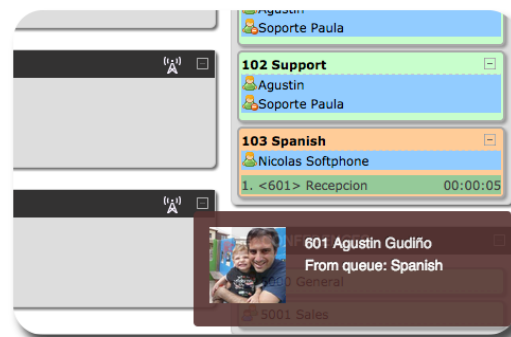 Agustin
Soporte Paula
102 Support
Agustin
Soporte Paula
103 Spanish
Nicolas Softphone
1. <601> Recepcion 00:00:05
601 Agustin Gudiño
From queue: Spanish
5000 General
5001 Sales